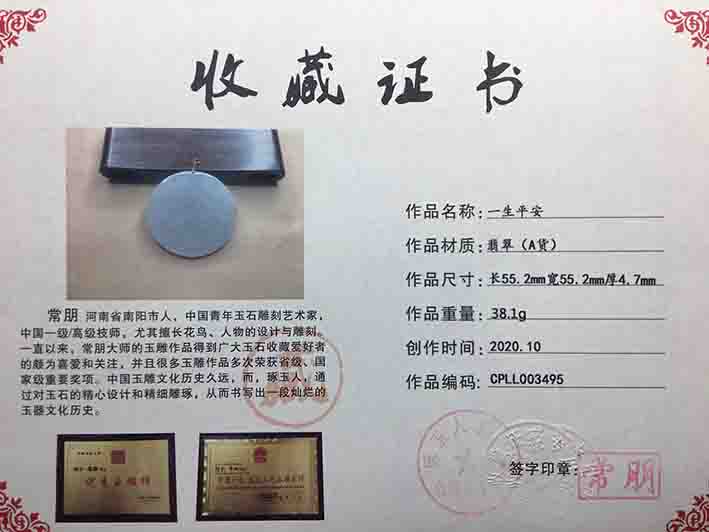 收藏证书
作品名称：一生平安
作品材质：翡翠（A货）
作品尺寸：长55.2mm宽55.2mm厚4.7mm
作品重量：38.1g
创作时间：2020.10
作品编码：CPLL003495
常朋 河南省南阳市人，中国青年玉石雕刻艺术家，
中国一级/高级技师，尤其擅长花鸟、人物的设计与雕刻。
一直以来，常朋大师的玉雕作品得到广大玉石收藏爱好者
的颇为喜爱和关注，并且很多玉雕作品多次荣获省级、国
家级重要奖项。中国玉雕文化历史久远，而，琢玉人，通
过对玉石的精心设计和精细雕琢，从而书写出一段灿烂的
玉器文化历史。
签字印章：
常朋